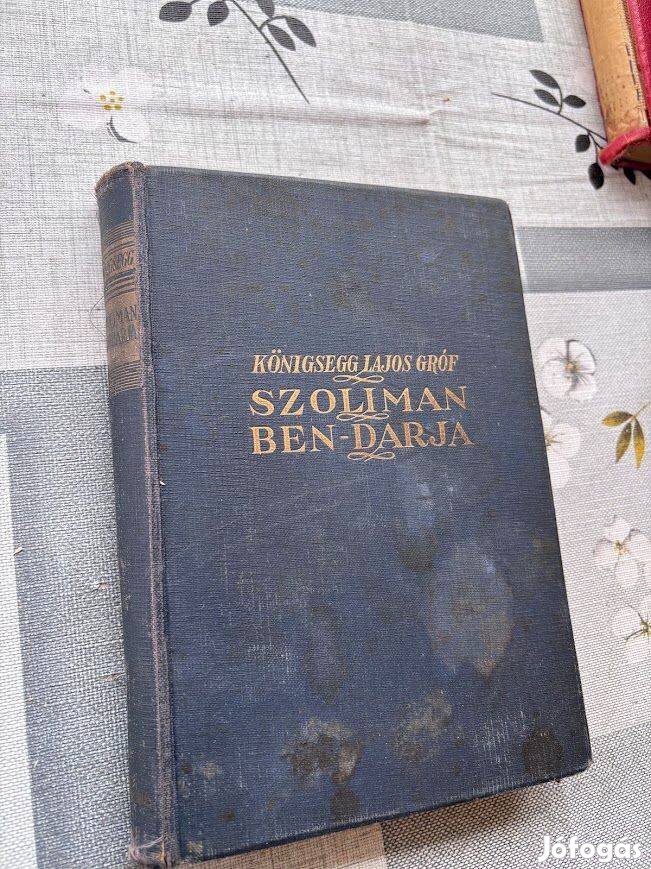 KÖNIGSEGG LAJOS GRÓF
SZOLIMAN
BEN-DARJA
Jófogás